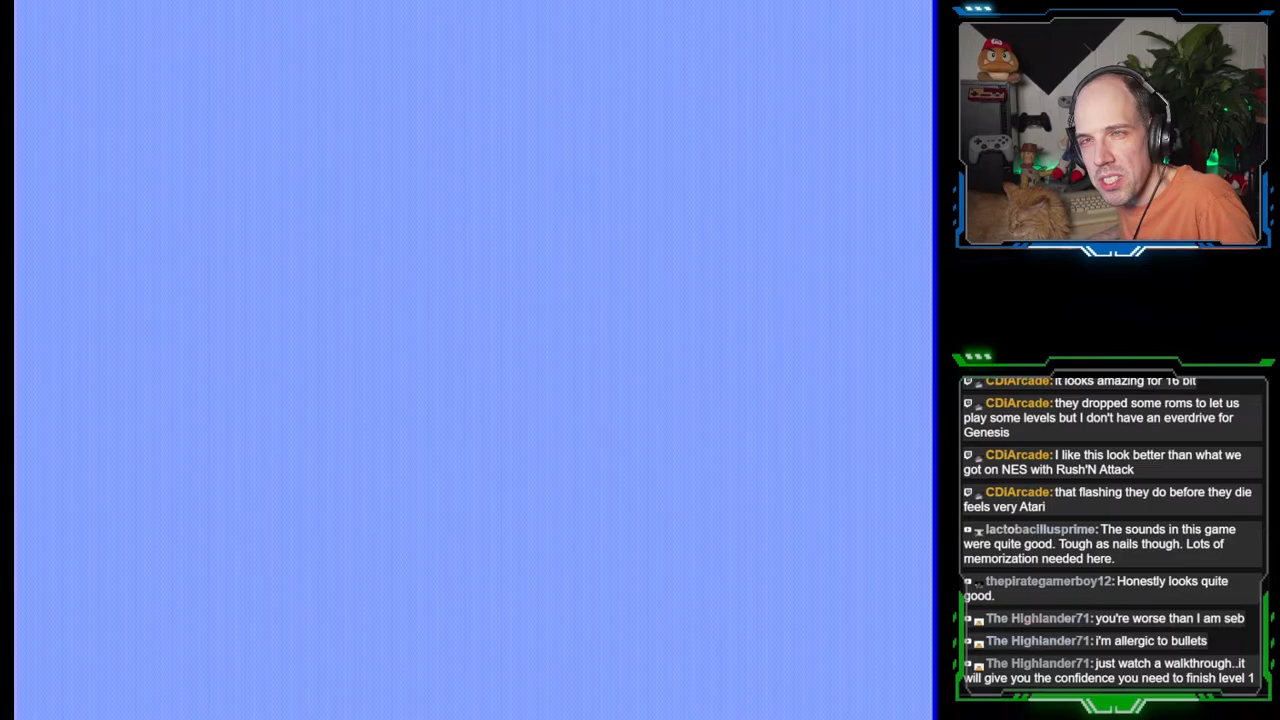 CDiArcade: it looks amazing for 16 bit
CDiArcade: they dropped some roms to let us
play some levels but I don't have an everdrive for
Genesis
CDiArcade: I like this look better than what we
got on NES with Rush'N Attack
CDiArcade: that flashing they do before they die
feels very Atari
lactobacillusprime: The sounds in this game
were quite good. Tough as nails though. Lots of
memorization needed here.
thepirategamerboy12: Honestly looks quite
good.
The Highlander71: you're worse than I am seb
The Highlander71: i'm allergic to bullets
The Highlander71: just watch a walkthrough..it
will give you the confidence you need to finish level 1